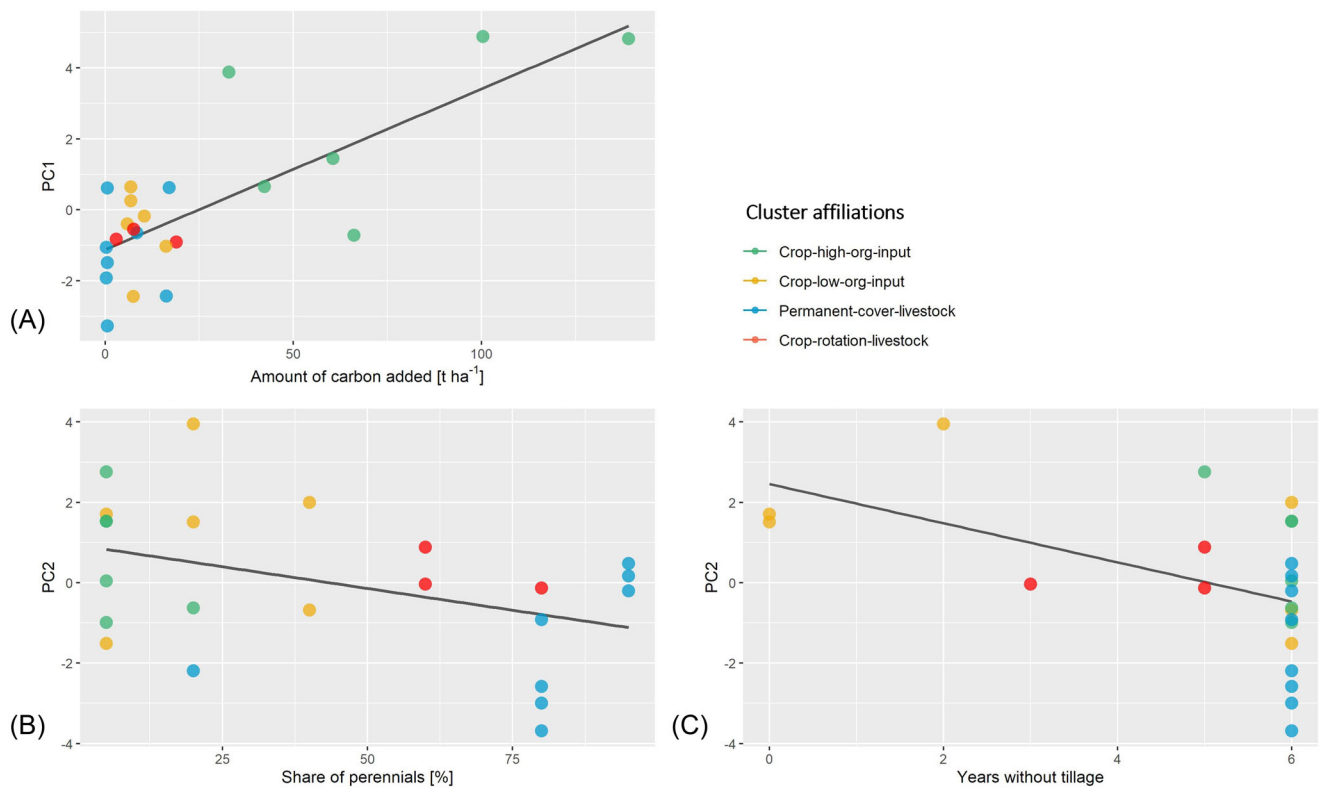 4
2
0
-2
PC1
(A)
0
50
100
Amount of carbon added [t ha⁻¹]
Cluster affiliations
Crop-high-org-input
Crop-low-org-input
Permanent-cover-livestock
Crop-rotation-livestock
4
2
0
-2
-4
PC2
(B)
25
50
75
Share of perennials [%]
4
2
0
-2
-4
PC2
(C)
0
2
4
6
Years without tillage